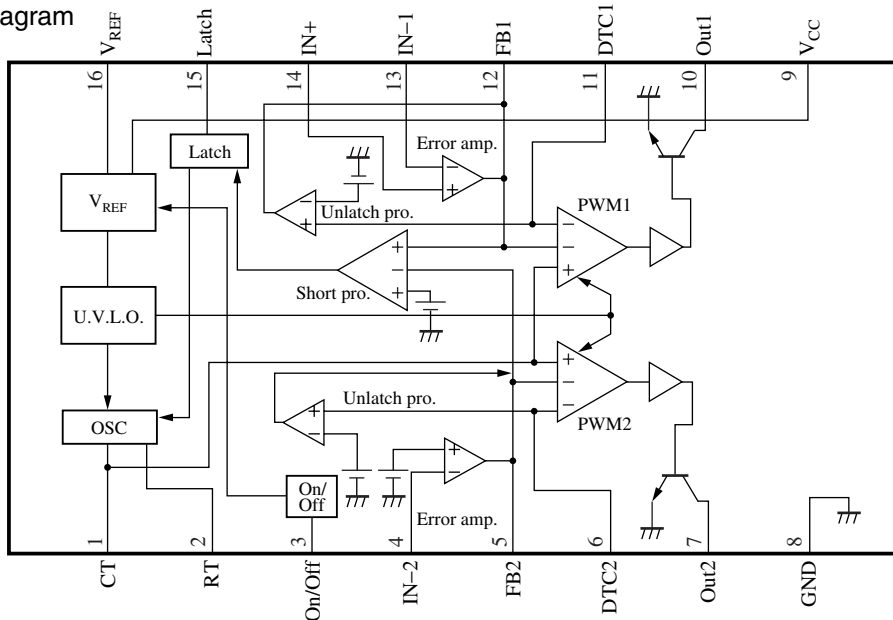 agram
VREF
Latch
IN+
IN−1
FB1
DTC1
Out1
VCC
16
15
14
13
12
11
10
9
Latch
Error amp.
VREF
−
+
−
+
Unlatch pro.
PWM1
−
−
+
+
−
+
Short pro.
U.V.L.O.
+
−
−
PWM2
Unlatch pro.
+
−
OSC
+
−
On/
Off
Error amp.
1
2
3
4
5
6
7
8
CT
RT
On/Off
IN−2
FB2
DTC2
Out2
GND